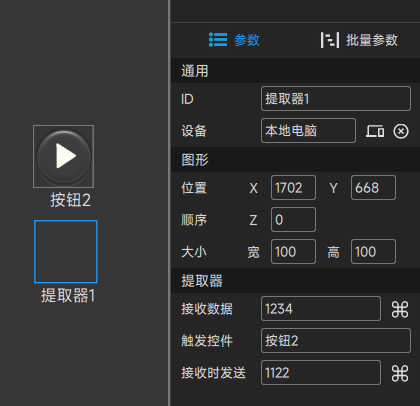 参数 批量参数
通用
ID 提取器1
设备 本地电脑
图形
位置 X 1702 Y 668
顺序 Z 0
大小 宽 100 高 100
提取器
接收数据 1234
触发控件 按钮2
接收时发送 1122
按钮2
提取器1